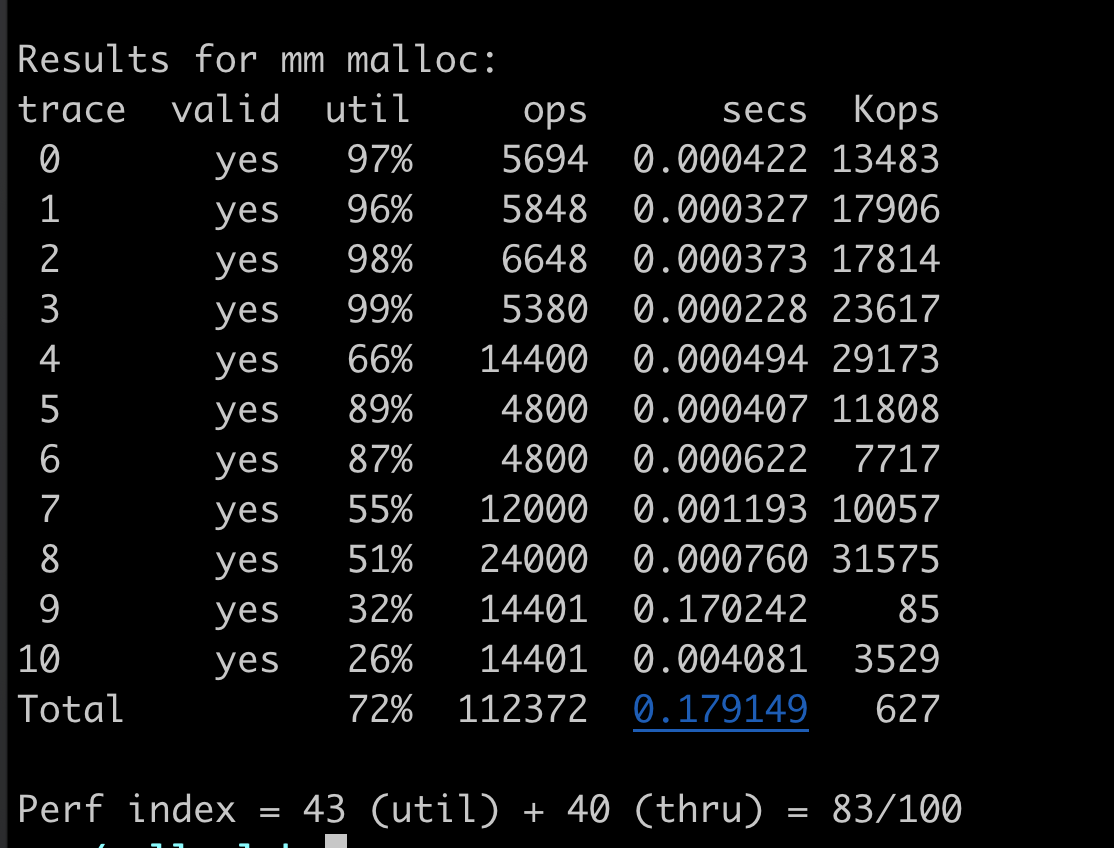 Results for mm malloc:
trace  valid  util     ops      secs  Kops
 0       yes   97%    5694  0.000422 13483
 1       yes   96%    5848  0.000327 17906
 2       yes   98%    6648  0.000373 17814
 3       yes   99%    5380  0.000228 23617
 4       yes   66%   14400  0.000494 29173
 5       yes   89%    4800  0.000407 11808
 6       yes   87%    4800  0.000622  7717
 7       yes   55%   12000  0.001193 10057
 8       yes   51%   24000  0.000760 31575
 9       yes   32%   14401  0.170242    85
10       yes   26%   14401  0.004081  3529
Total          72%  112372  0.179149   627
Perf index = 43 (util) + 40 (thru) = 83/100